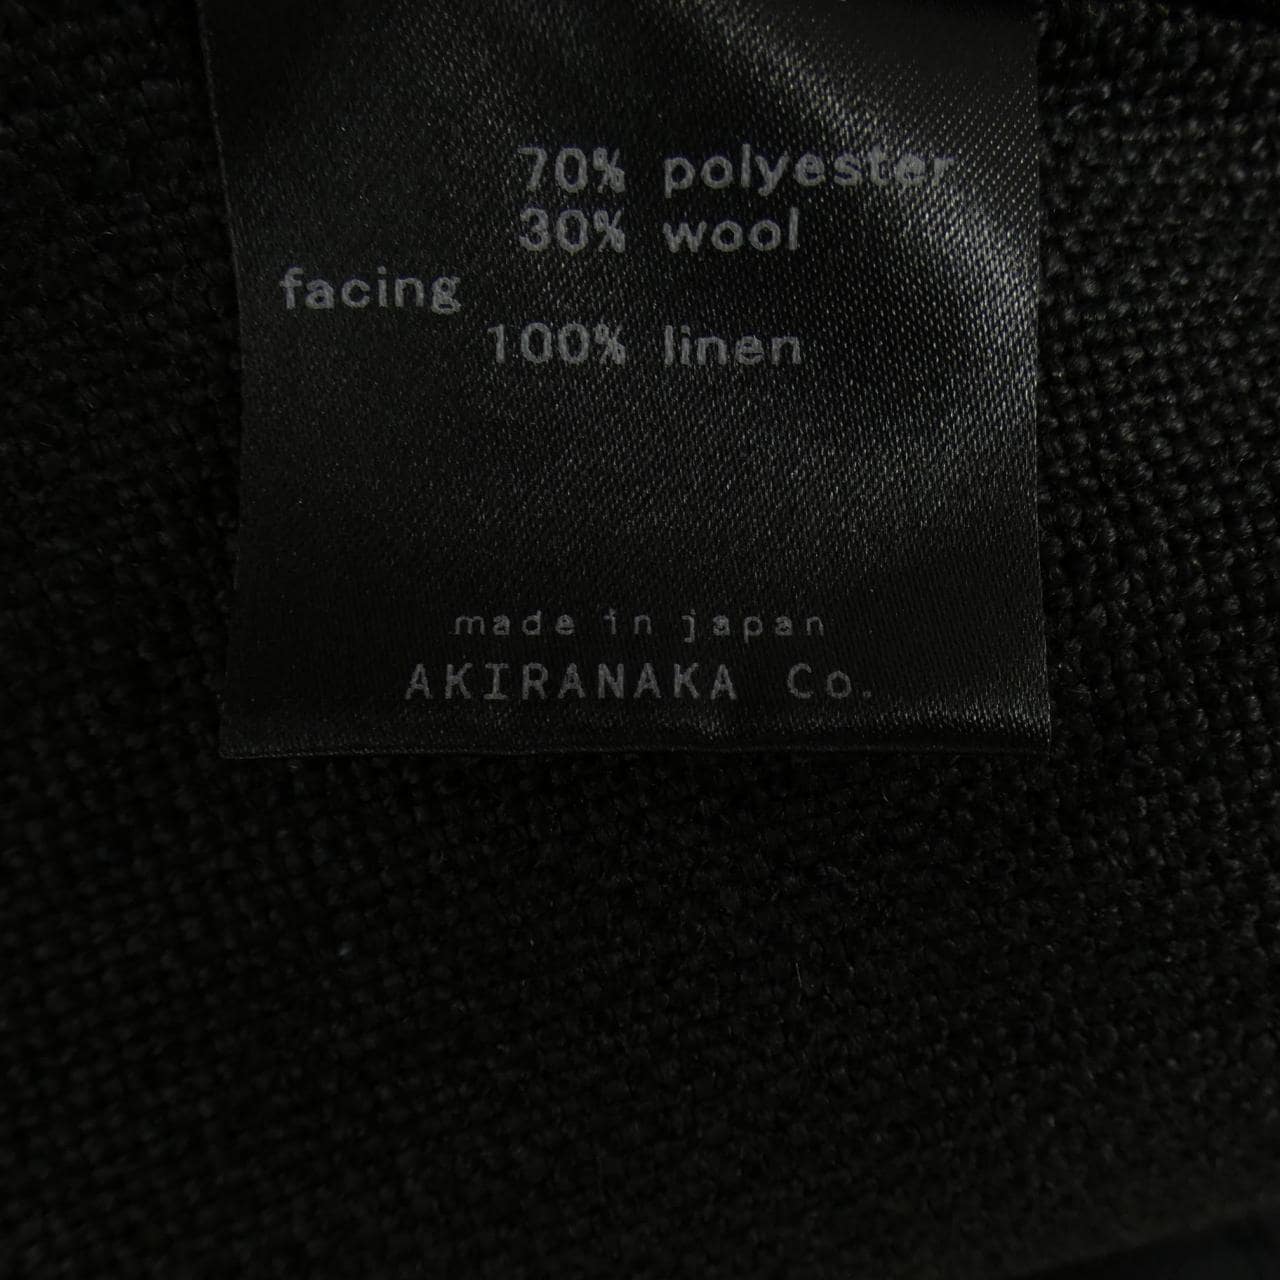 70% polyester
30% wool
facing
100% linen
made in japan
AKIRANAKA Co.